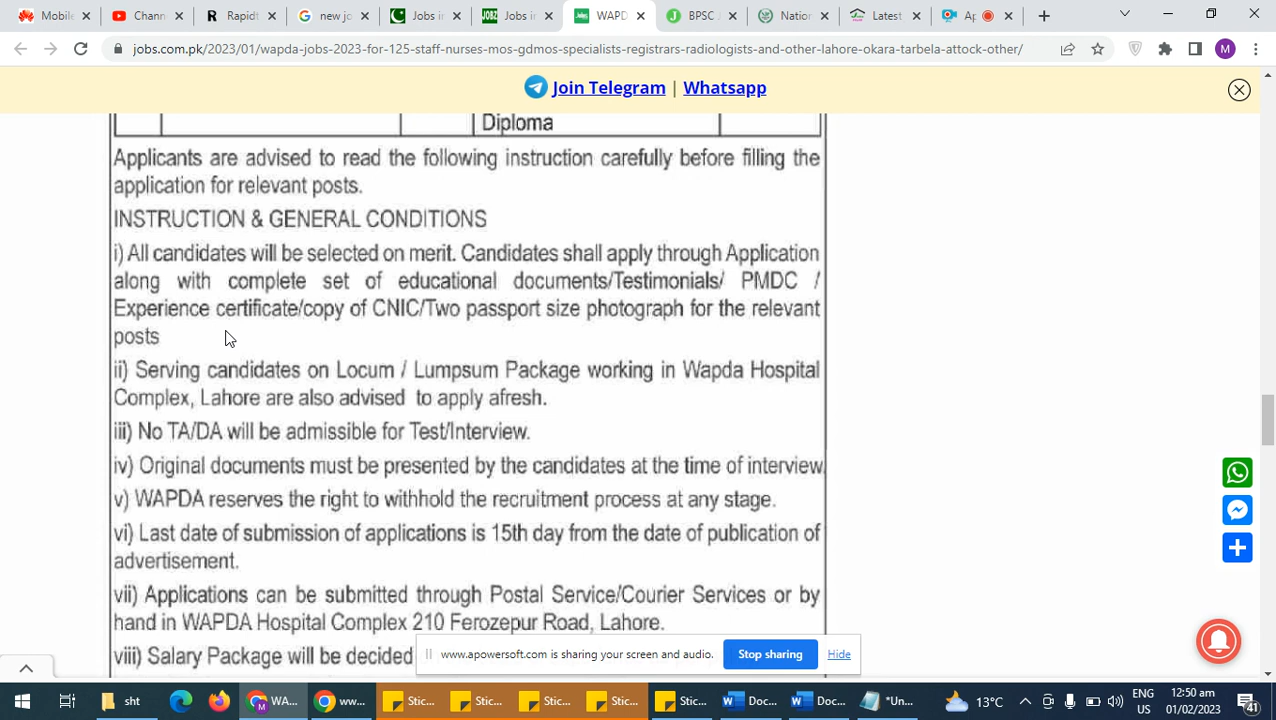 Mobile
Chann
Rapidt
new jo
Jobs in
Jobs in
WAPD
BPSC J
Nation
Latest
Ap
jobs.com.pk/2023/01/wapda-jobs-2023-for-125-staff-nurses-mos-gdmos-specialists-registrars-radiologists-and-other-lahore-okara-tarbela-attock-other/
M
Join Telegram | Whatsapp
Diploma
Applicants are advised to read the following instruction carefully before filling the
application for relevant posts.
INSTRUCTION & GENERAL CONDITIONS
i) All candidates will be selected on merit. Candidates shall apply through Application
along with complete set of educational documents/Testimonials/ PMDC /
Experience certificate/copy of CNIC/Two passport size photograph for the relevant
posts
ii) Serving candidates on Locum / Lumpsum Package working in Wapda Hospital
Complex, Lahore are also advised to apply afresh.
iii) No TA/DA will be admissible for Test/Interview.
iv) Original documents must be presented by the candidates at the time of interview.
v) WAPDA reserves the right to withhold the recruitment process at any stage.
vi) Last date of submission of applications is 15th day from the date of publication of
advertisement.
vii) Applications can be submitted through Postal Service/Courier Services or by
hand in WAPDA Hospital Complex 210 Ferozepur Road, Lahore.
viii) Salary Package will be decided
www.apowersoft.com is sharing your screen and audio.
Stop sharing
Hide
sht
WA...
ww...
Stic...
Stic...
Stic...
Stic...
Stic...
Doc...
Doc...
*Un...
13°C
ENG
US
12:50 am
01/02/2023
41